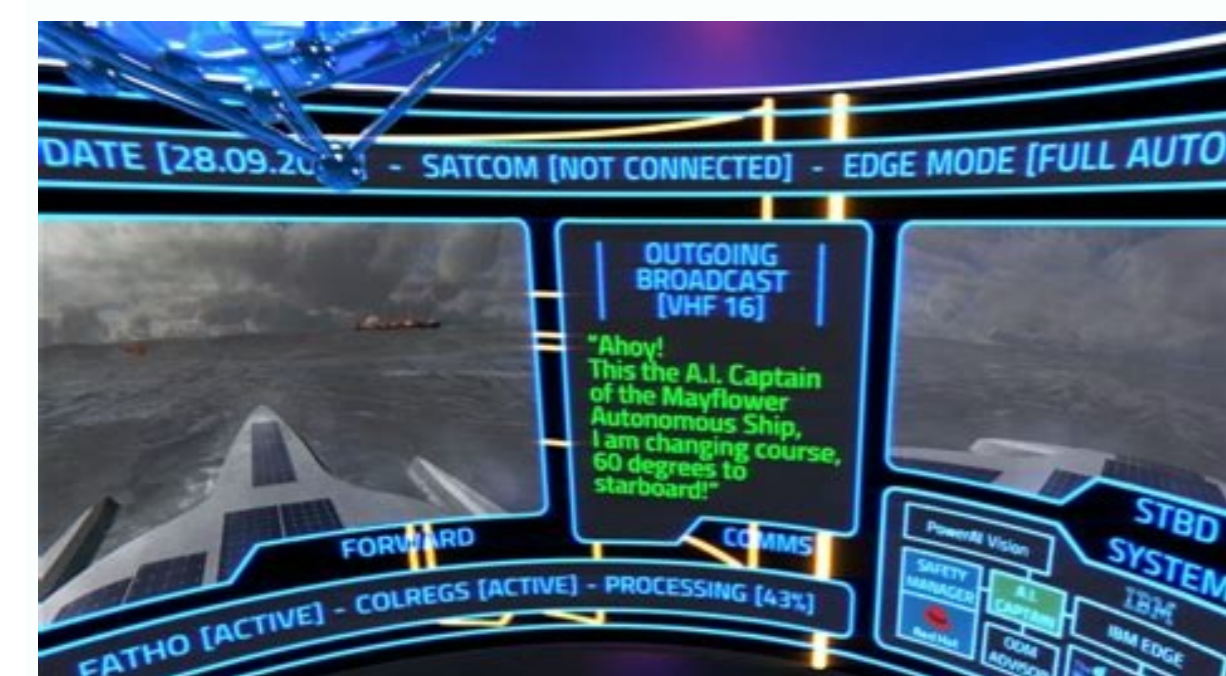 DATE [28.09.20 - SATCOM [NOT CONNECTED] - EDGE MODE [FULL AUTO
OUTGOING
BROADCAST
[VHF 16]
"Ahoy!
This the A.I. Captain
of the Mayflower
Autonomous Ship,
I am changing course,
60 degrees to
starboard!"
FORWARD
COMMS
STBD
SYSTEM
PowerAI Vision
SAFETY
MANAGER
Red Hat
A.I.
CAPTAIN
ODM
ADVISOR
IBM
IBM EDGE
FATHO [ACTIVE] - COLREGS [ACTIVE] - PROCESSING [43%]